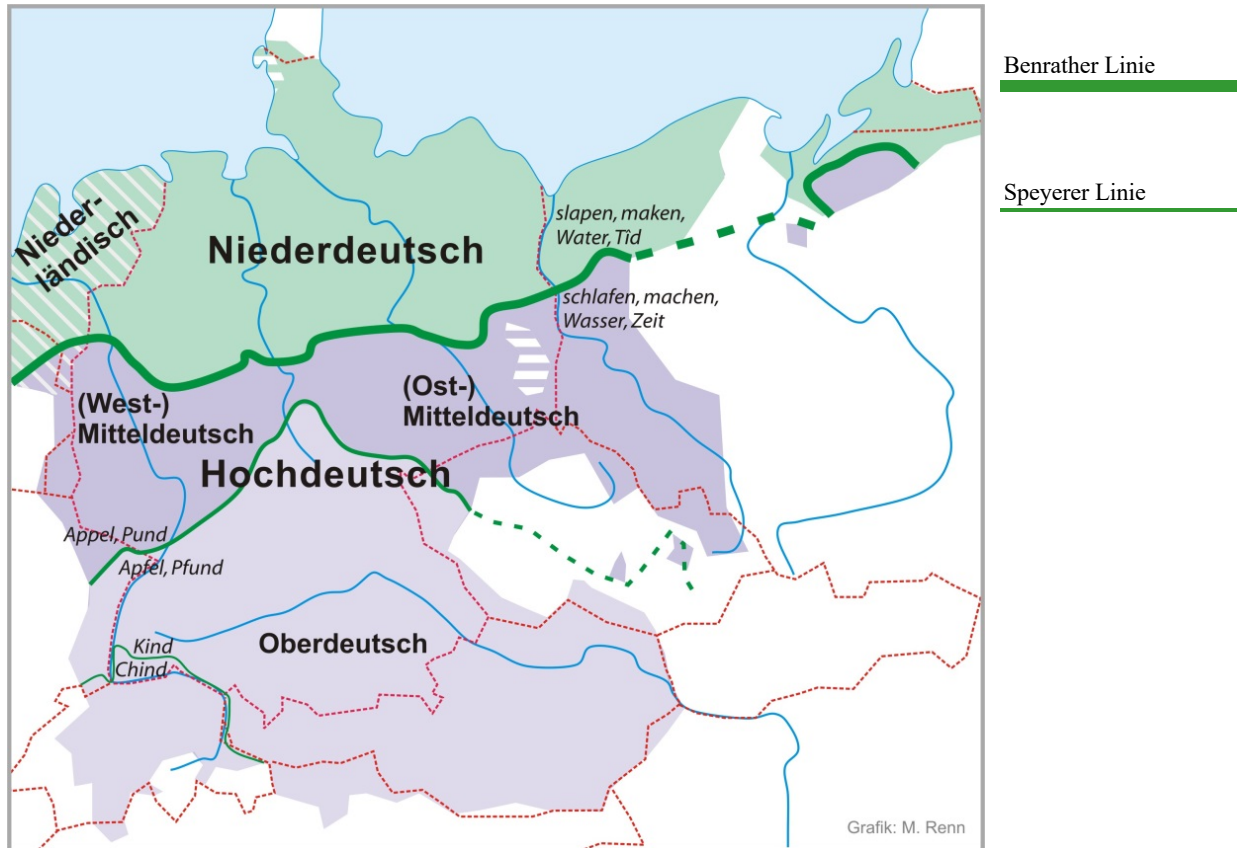 Benrather Linie
Speyerer Linie
Nieder-
ländisch
Niederdeutsch
slapen, maken,
Water, Tîd
schlafen, machen,
Wasser, Zeit
(West-)
Mitteldeutsch
(Ost-)
Mitteldeutsch
Hochdeutsch
Appel, Pund
Apfel, Pfund
Oberdeutsch
Kind
Chind
Grafik: M. Renn